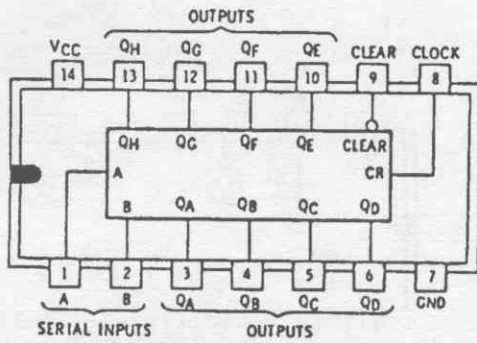 OUTPUTS
VCC QH QG QF QE CLEAR CLOCK
14 13 12 11 10 9 8
QH QG QF QE CLEAR
A CR
B QA QB QC QD
1 2 3 4 5 6 7
A B QA QB QC QD GND
SERIAL INPUTS OUTPUTS